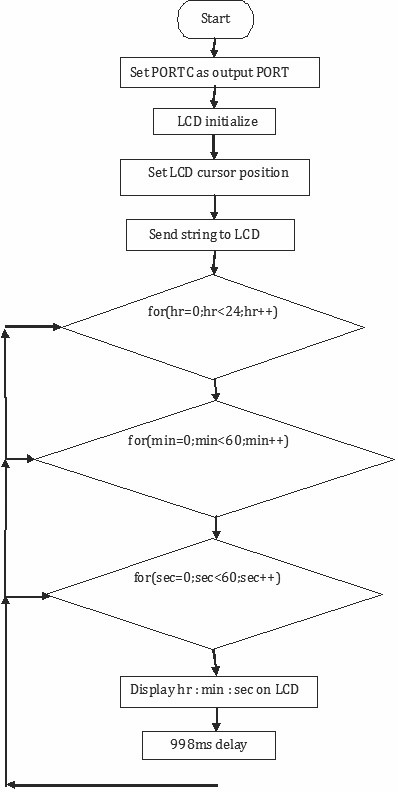 Start
Set PORTC as output PORT
LCD initialize
Set LCD cursor position
Send string to LCD
for(hr=0;hr<24;hr++)
for(min=0;min<60;min++)
for(sec=0;sec<60;sec++)
Display hr : min : sec on LCD
998ms delay